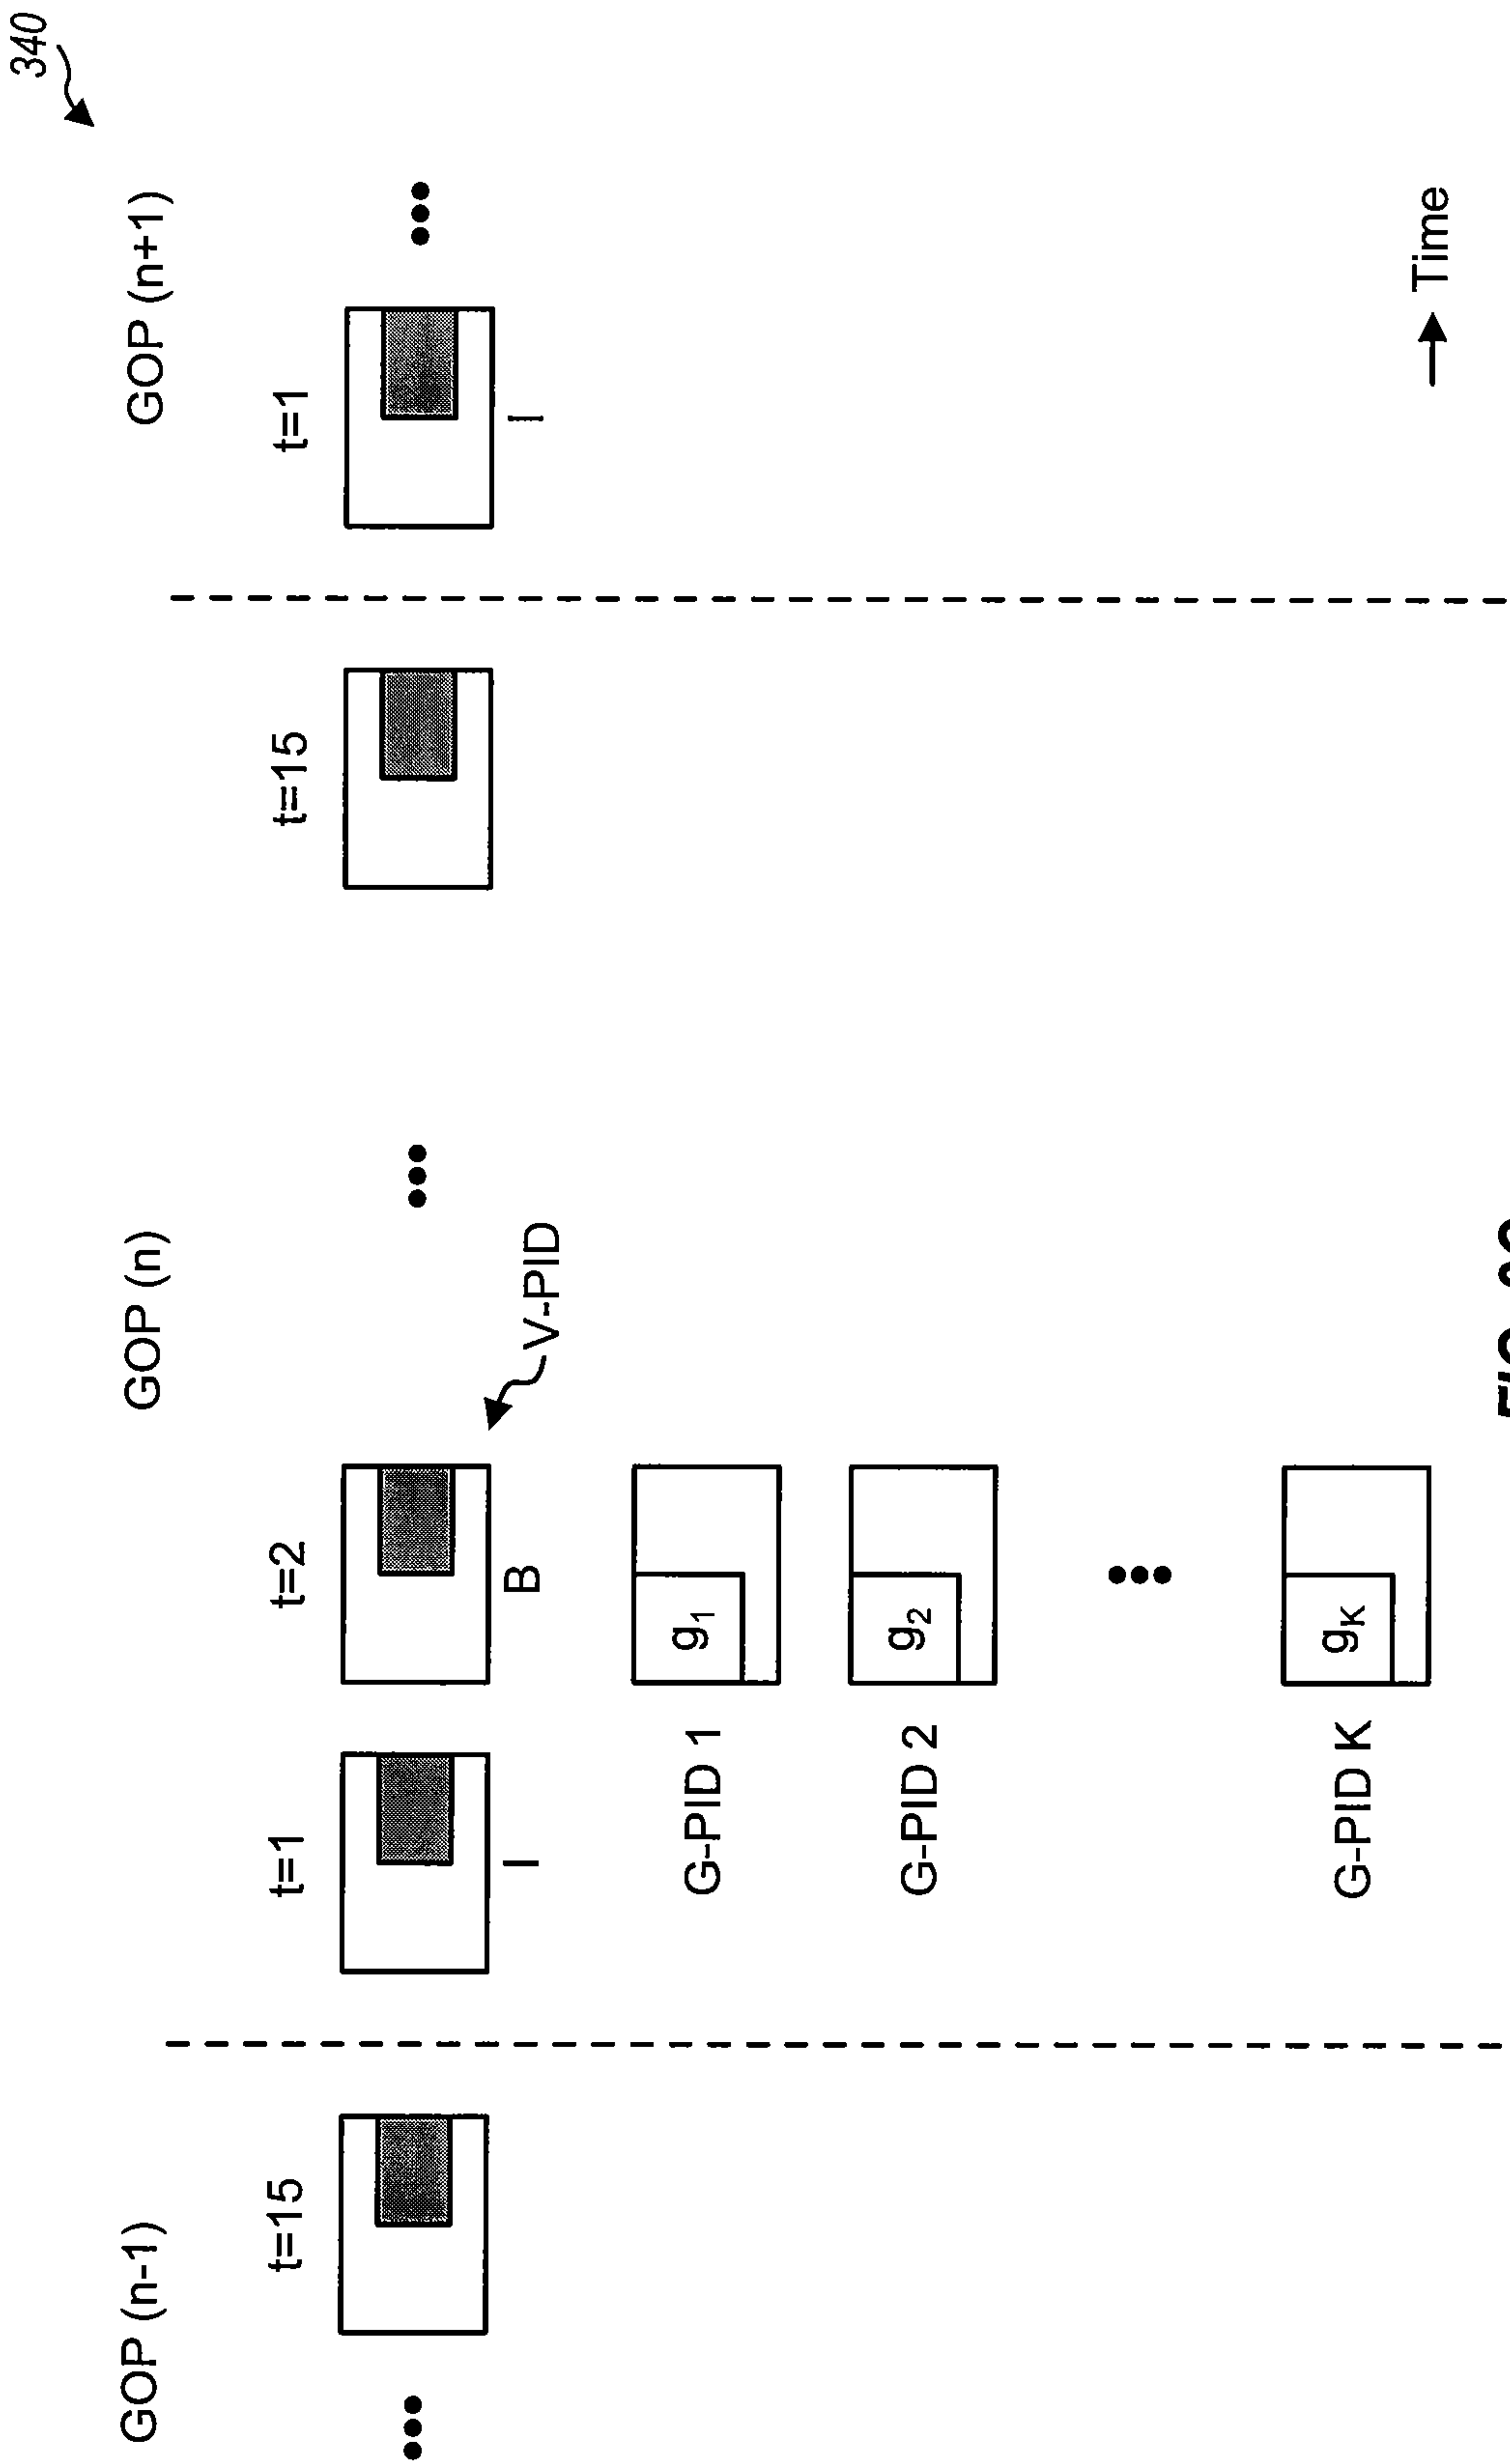 340
GOP (n-1)
GOP (n)
GOP (n+1)
t=15
t=1
t=2
t=15
t=1
I
B
I
V-PID
G-PID 1
g₁
G-PID 2
g₂
G-PID K
g_K
Time